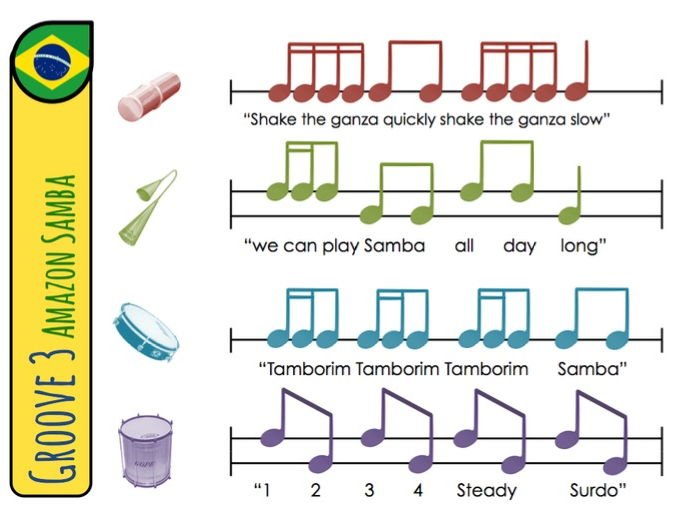 GROOVE 3 AMAZON SAMBA
“Shake the ganza quickly shake the ganza slow”
“we can play Samba all day long”
“Tamborim Tamborim Tamborim Samba”
“1 2 3 4 Steady Surdo”